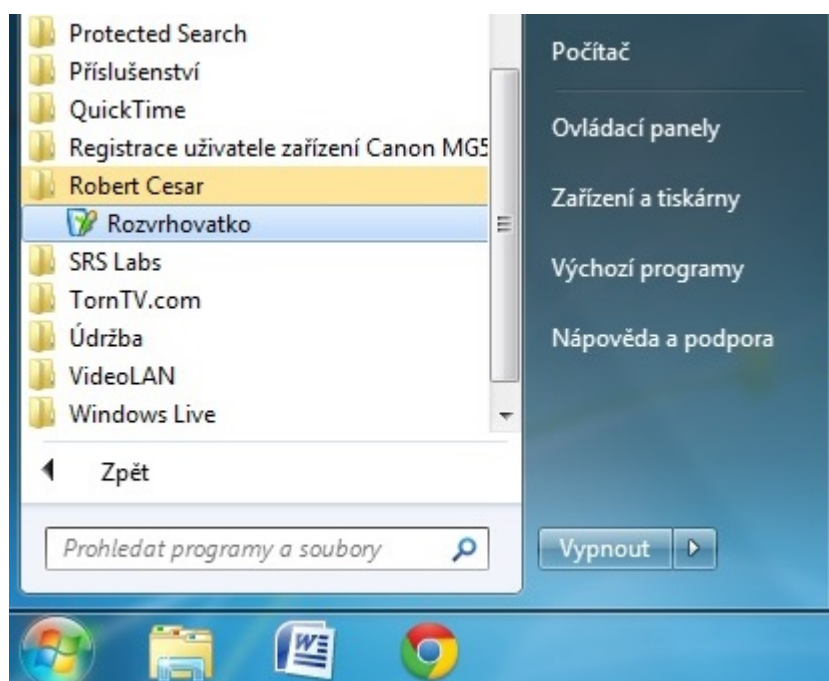 Protected Search
Příslušenství
QuickTime
Registrace uživatele zařízení Canon MG5
Robert Cesar
Rozvrhovatko
SRS Labs
TornTV.com
Údržba
VideoLAN
Windows Live
Zpět
Prohledat programy a soubory
Počítač
Ovládací panely
Zařízení a tiskárny
Výchozí programy
Nápověda a podpora
Vypnout